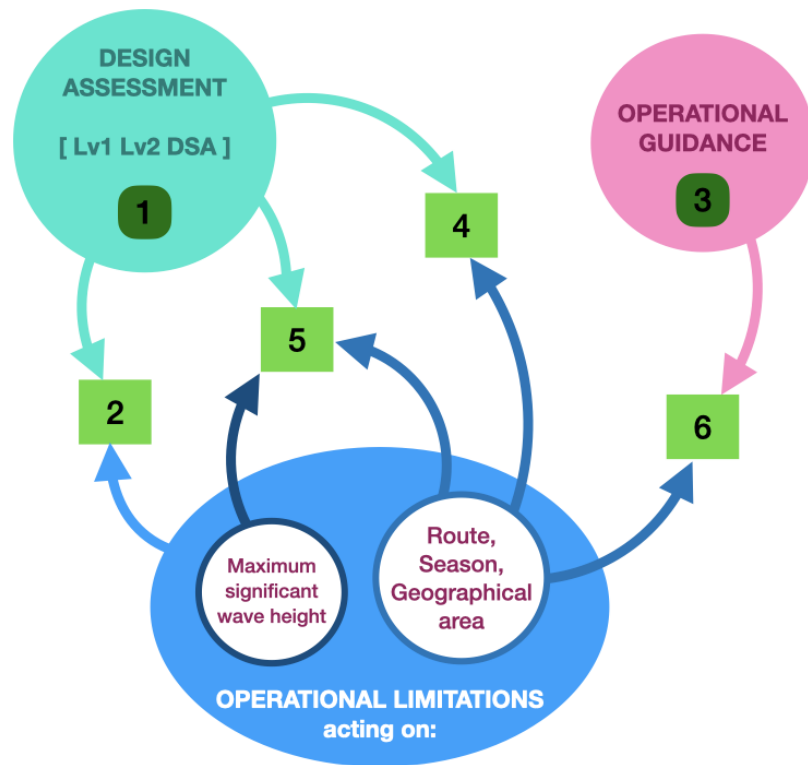 DESIGN
ASSESSMENT
[ Lv1 Lv2 DSA ]
1
OPERATIONAL
GUIDANCE
3
4
5
2
6
Maximum
significant
wave height
Route,
Season,
Geographical
area
OPERATIONAL LIMITATIONS
acting on: